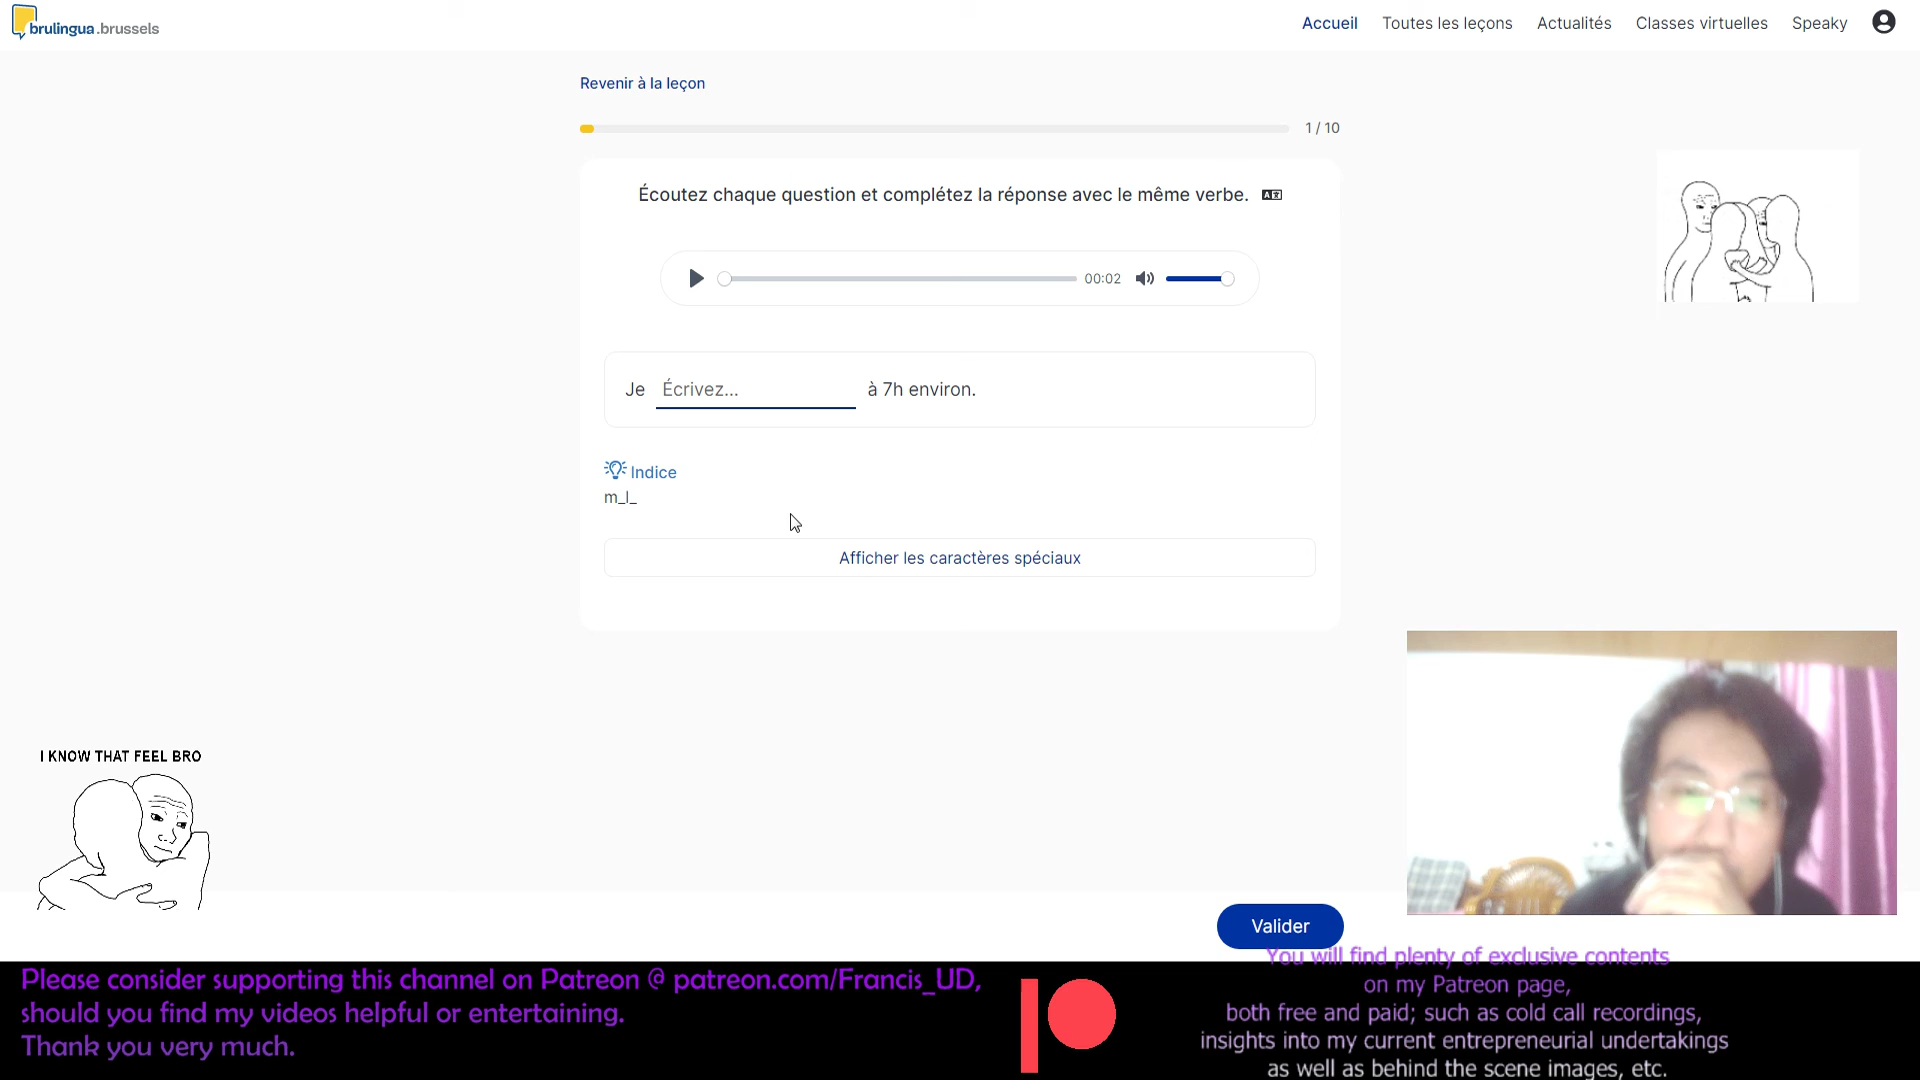 brulingua.brussels
Accueil
Toutes les leçons
Actualités
Classes virtuelles
Speaky
Revenir à la leçon
1 / 10
Écoutez chaque question et complétez la réponse avec le même verbe.
00:02
Je Écrivez... à 7h environ.
Indice
m_l_
Afficher les caractères spéciaux
I KNOW THAT FEEL BRO
Valider
Please consider supporting this channel on Patreon @ patreon.com/Francis_UD,
should you find my videos helpful or entertaining.
Thank you very much.
You will find plenty of exclusive contents
on my Patreon page,
both free and paid; such as cold call recordings,
insights into my current entrepreneurial undertakings
as well as behind the scene images, etc.